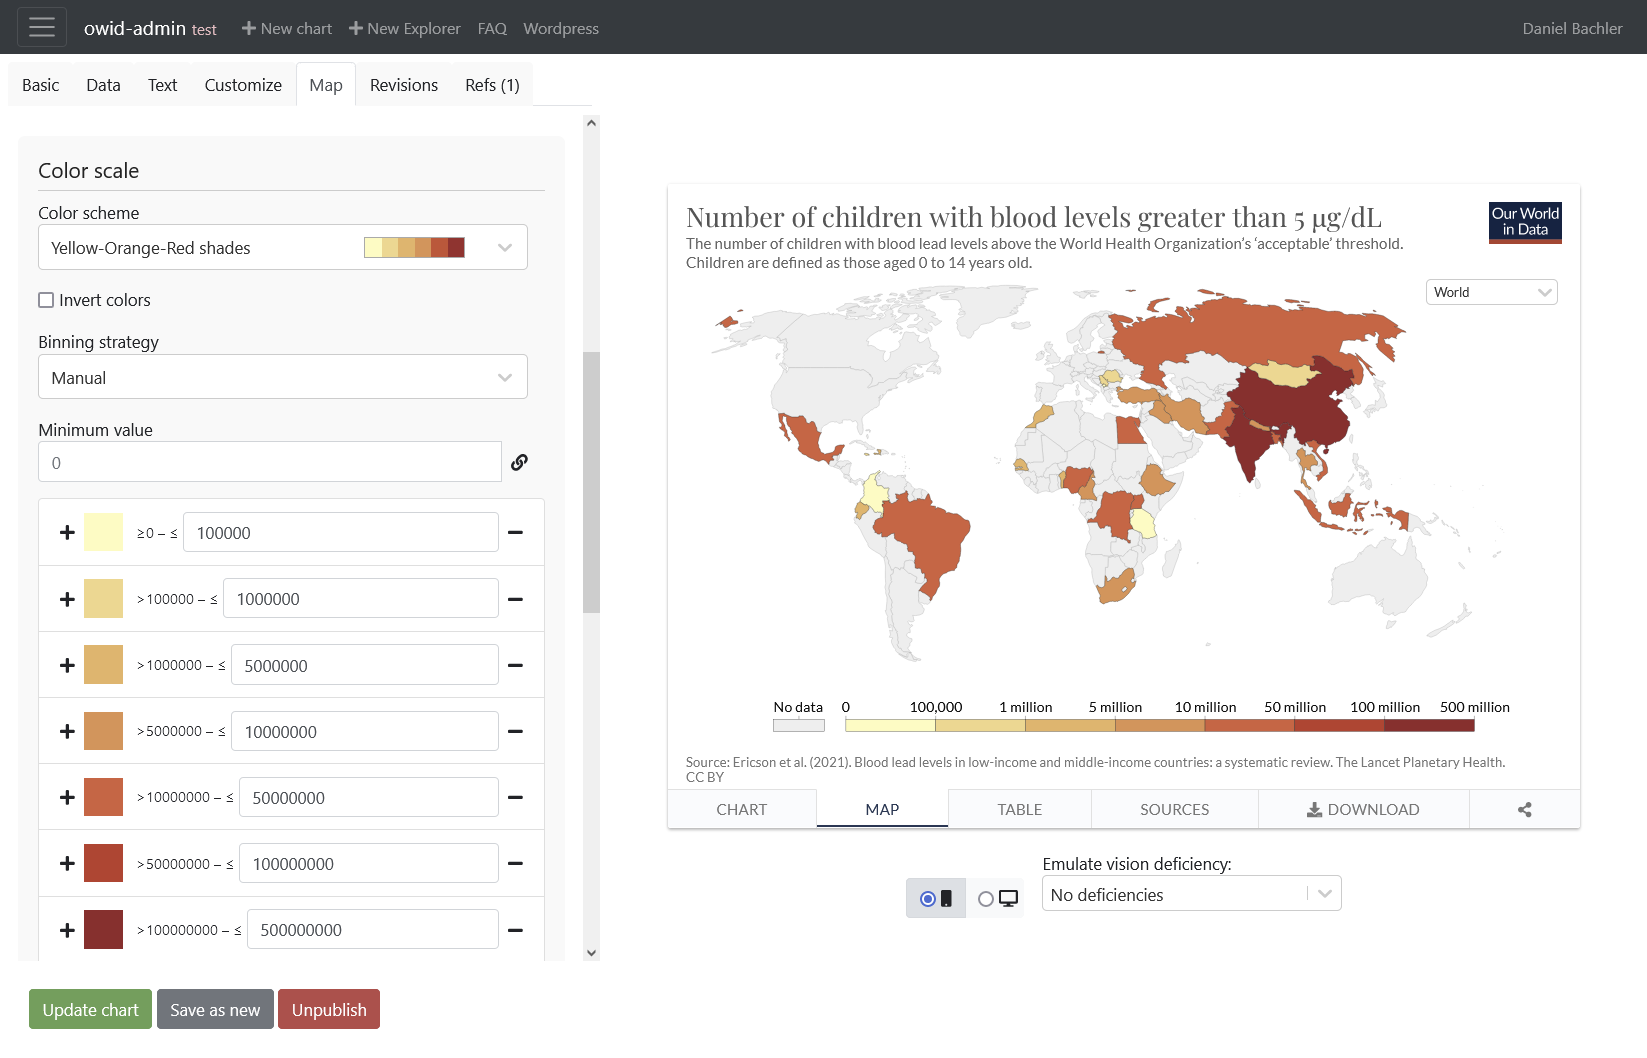 owid-admin test
New chart
New Explorer
FAQ
Wordpress
Daniel Bachler
Basic
Data
Text
Customize
Map
Revisions
Refs (1)
Color scale
Color scheme
Yellow-Orange-Red shades
Invert colors
Binning strategy
Manual
Minimum value
0
≥0 – ≤ 100000
>100000 – ≤ 1000000
>1000000 – ≤ 5000000
>5000000 – ≤ 10000000
>10000000 – ≤ 50000000
>50000000 – ≤ 100000000
>100000000 – ≤ 500000000
Update chart
Save as new
Unpublish
Number of children with blood levels greater than 5 µg/dL
The number of children with blood lead levels above the World Health Organization’s ‘acceptable’ threshold.
Children are defined as those aged 0 to 14 years old.
Our World
in Data
World
No data
0
100,000
1 million
5 million
10 million
50 million
100 million
500 million
Source: Ericson et al. (2021). Blood lead levels in low-income and middle-income countries: a systematic review. The Lancet Planetary Health.
CC BY
CHART
MAP
TABLE
SOURCES
DOWNLOAD
Emulate vision deficiency:
No deficiencies